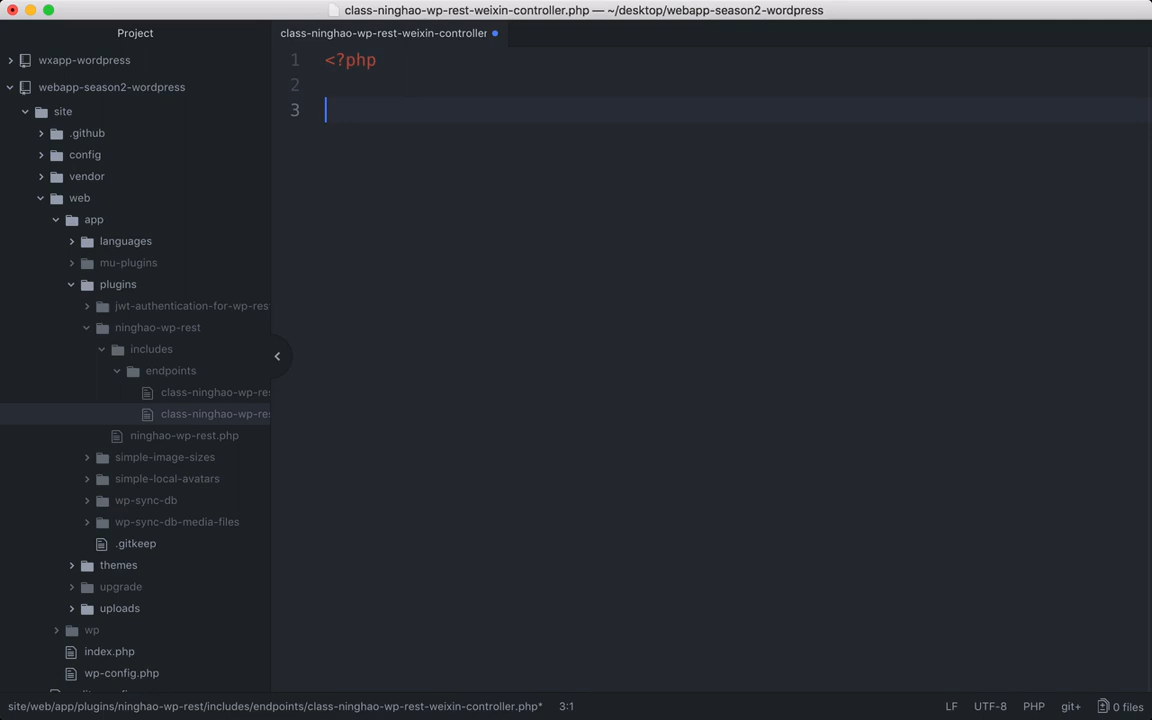 class-ninghao-wp-rest-weixin-controller.php — ~/desktop/webapp-season2-wordpress
Project
wxapp-wordpress
webapp-season2-wordpress
site
.github
config
vendor
web
app
languages
mu-plugins
plugins
jwt-authentication-for-wp-rest
ninghao-wp-rest
includes
endpoints
class-ninghao-wp-res
class-ninghao-wp-res
ninghao-wp-rest.php
simple-image-sizes
simple-local-avatars
wp-sync-db
wp-sync-db-media-files
.gitkeep
themes
upgrade
uploads
wp
index.php
wp-config.php
class-ninghao-wp-rest-weixin-controller
1 <?php
2
3
site/web/app/plugins/ninghao-wp-rest/includes/endpoints/class-ninghao-wp-rest-weixin-controller.php* 3:1 LF UTF-8 PHP git+ 0 files